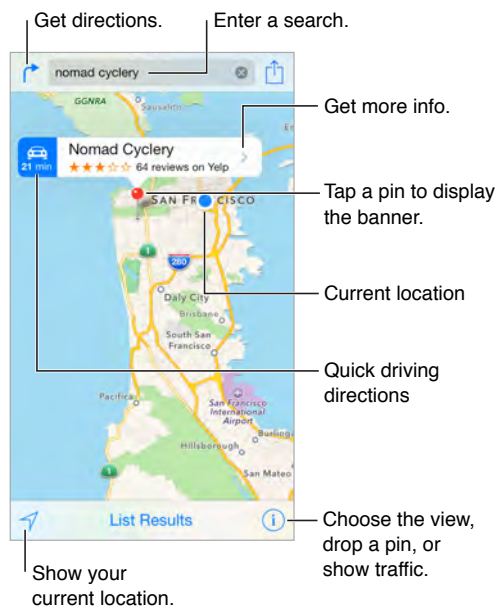 Get directions.
Enter a search.
nomad cyclery
GGNRA
Sausalito
Get more info.
Nomad Cyclery
21 min
64 reviews on Yelp
Tap a pin to display
the banner.
SAN FRANCISCO
1
Current location
280
Daly City
Brisbane
South San
Francisco
Quick driving
directions
Pacifica
San Francisco
International
Airport
Burling
Hillsborough
San Mateo
1
List Results
Choose the view,
drop a pin, or
show traffic.
Show your
current location.